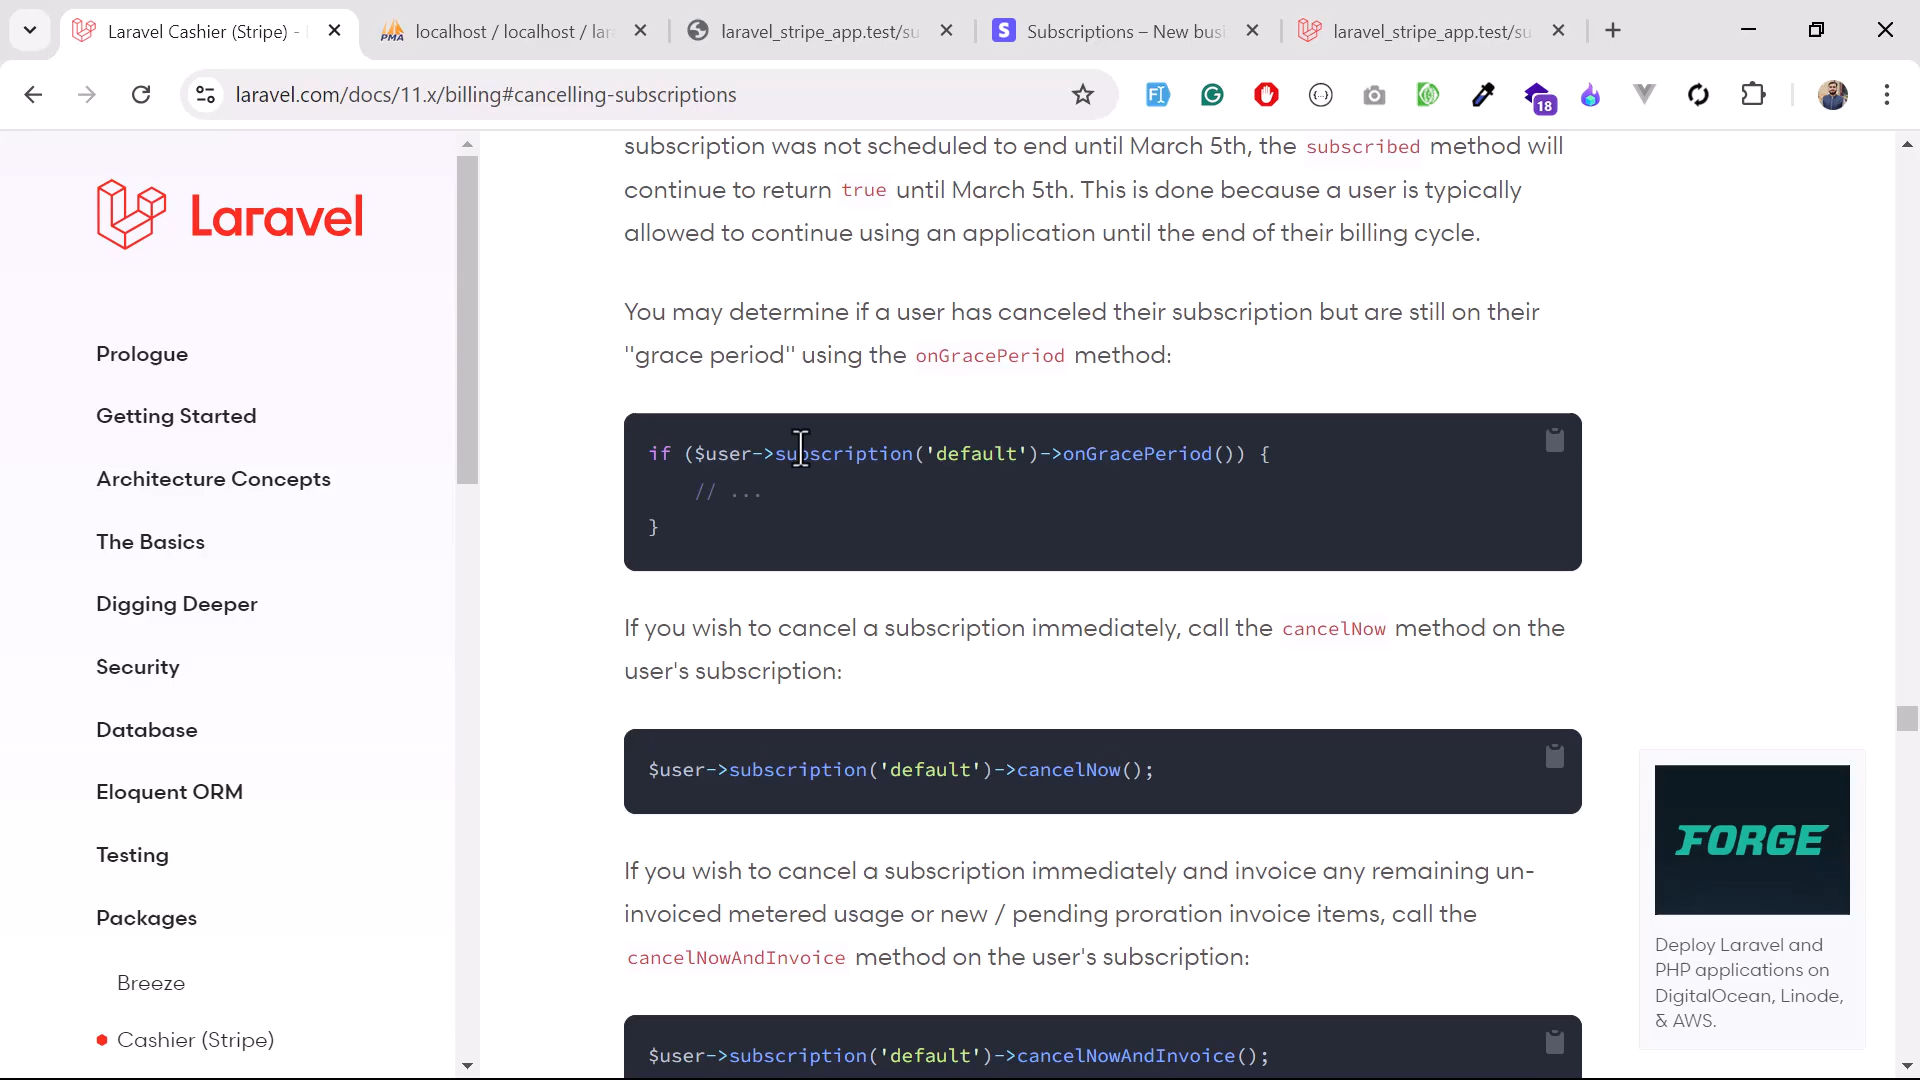 Laravel Cashier (Stripe) -
localhost / localhost / lar
laravel_stripe_app.test/su
Subscriptions – New busi
laravel_stripe_app.test/su
laravel.com/docs/11.x/billing#cancelling-subscriptions
18
Laravel
Prologue
Getting Started
Architecture Concepts
The Basics
Digging Deeper
Security
Database
Eloquent ORM
Testing
Packages
Breeze
Cashier (Stripe)
subscription was not scheduled to end until March 5th, the subscribed method will
continue to return true until March 5th. This is done because a user is typically
allowed to continue using an application until the end of their billing cycle.
You may determine if a user has canceled their subscription but are still on their
"grace period" using the onGracePeriod method:
if ($user->subscription('default')->onGracePeriod()) {
// ...
}
If you wish to cancel a subscription immediately, call the cancelNow method on the
user's subscription:
$user->subscription('default')->cancelNow();
If you wish to cancel a subscription immediately and invoice any remaining un-
invoiced metered usage or new / pending proration invoice items, call the
cancelNowAndInvoice method on the user's subscription:
$user->subscription('default')->cancelNowAndInvoice();
FORGE
Deploy Laravel and
PHP applications on
DigitalOcean, Linode,
& AWS.